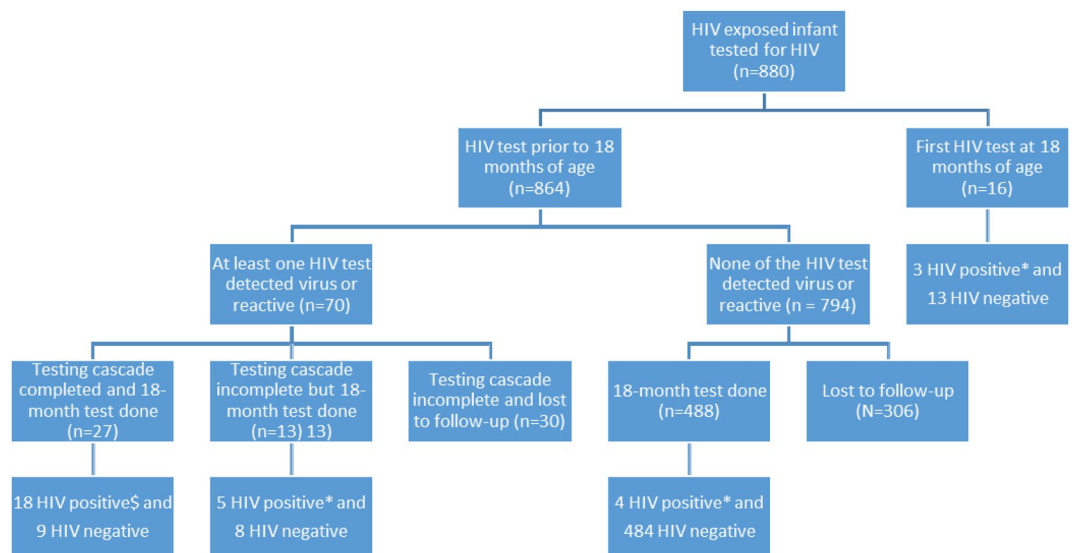 HIV exposed infant
tested for HIV
(n=880)
HIV test prior to 18
months of age
(n=864)
First HIV test at 18
months of age
(n=16)
At least one HIV test
detected virus or
reactive (n=70)
None of the HIV test
detected virus or
reactive (n = 794)
3 HIV positive* and
13 HIV negative
Testing cascade
completed and 18-
month test done
(n=27)
Testing cascade
incomplete but 18-
month test done
(n=13) 13)
Testing cascade
incomplete and lost
to follow-up (n=30)
18-month test done
(n=488)
Lost to follow-up
(N=306)
18 HIV positive$ and
9 HIV negative
5 HIV positive* and
8 HIV negative
4 HIV positive* and
484 HIV negative